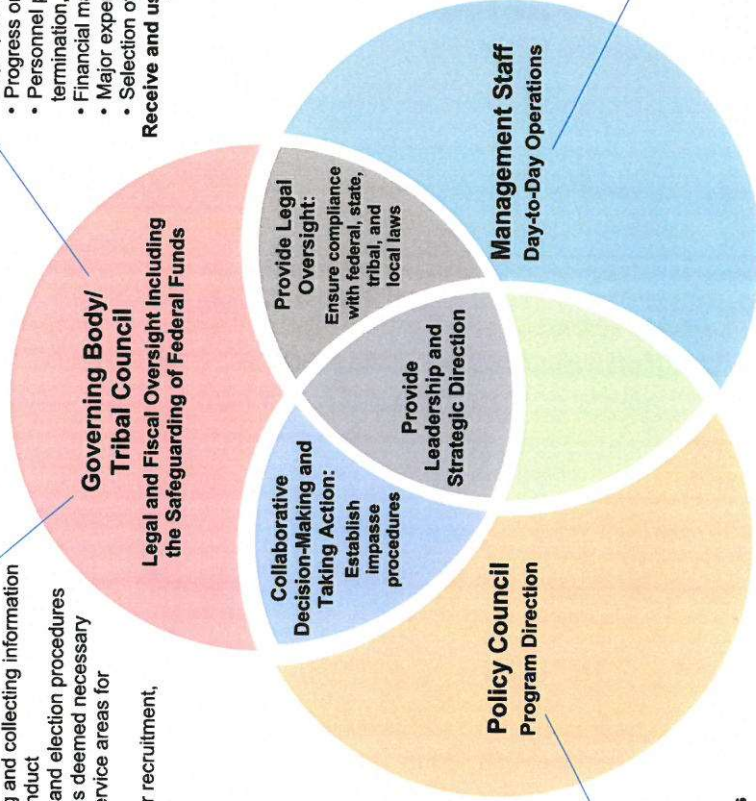 g and collecting information
nduct
and election procedures
s deemed necessary
ervice areas for
r recruitment,
• Progress on
• Personnel p
termination,
• Financial ma
• Major expe
• Selection of
Receive and us
Governing Body/
Tribal Council
Legal and Fiscal Oversight Including
the Safeguarding of Federal Funds
Collaborative
Decision-Making and
Taking Action:
Establish
impasse
procedures
Provide Legal
Oversight:
Ensure compliance
with federal, state,
tribal, and
local laws
Provide
Leadership and
Strategic Direction
Policy Council
Program Direction
Management Staff
Day-to-Day Operations
s